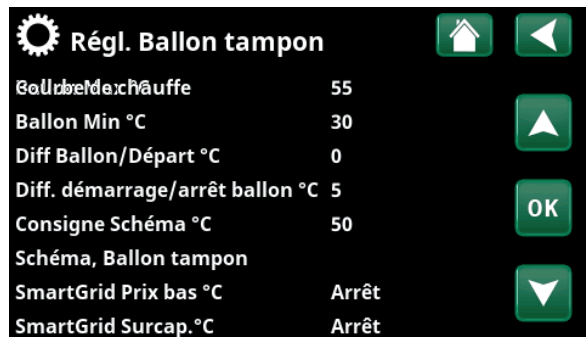 Régl. Ballon tampon
55
Ballon Min °C 30
Diff Ballon/Départ °C 0
Diff. démarrage/arrêt ballon °C 5
Consigne Schéma °C 50
OK
Schéma, Ballon tampon
SmartGrid Prix bas °C Arrêt
SmartGrid Surcap.°C Arrêt